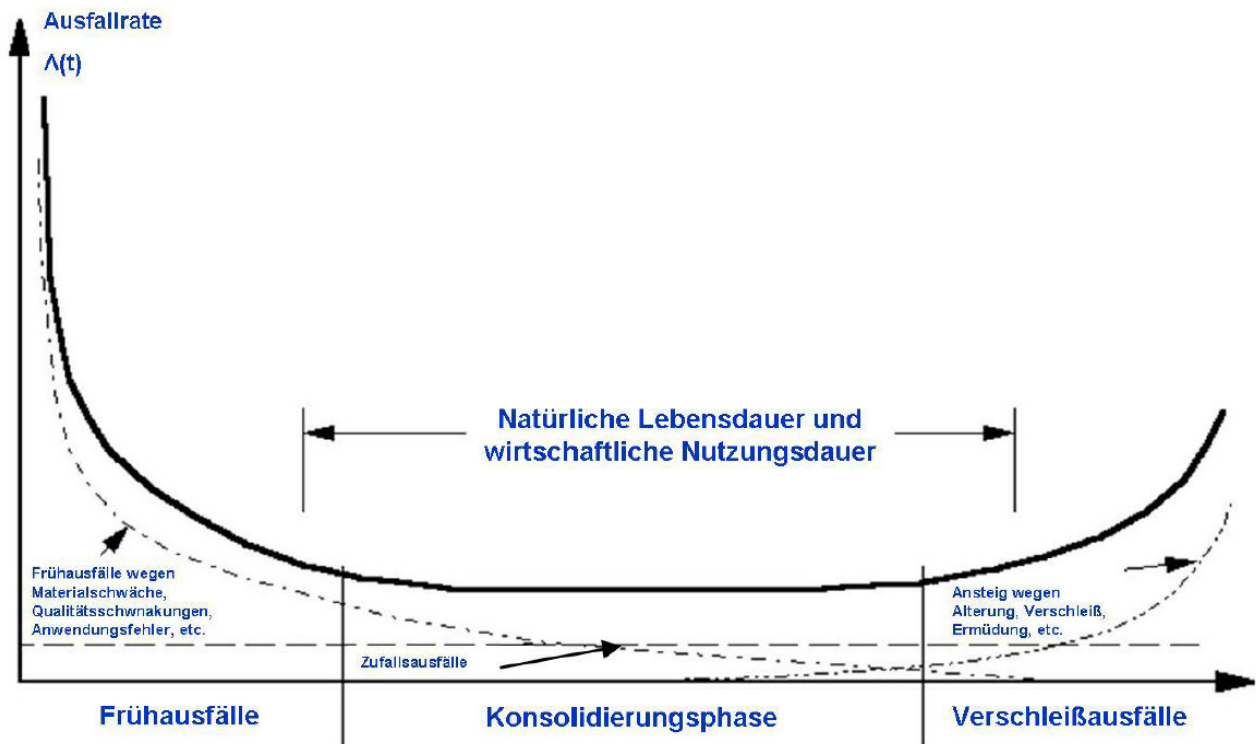 Ausfallrate
Λ(t)
Natürliche Lebensdauer und
wirtschaftliche Nutzungsdauer
Frühausfälle wegen
Materialschwäche,
Qualitätsschwnakungen,
Anwendungsfehler, etc.
Zufallsausfälle
Ansteig wegen
Alterung, Verschleiß,
Ermüdung, etc.
Frühausfälle
Konsolidierungsphase
Verschleißausfälle